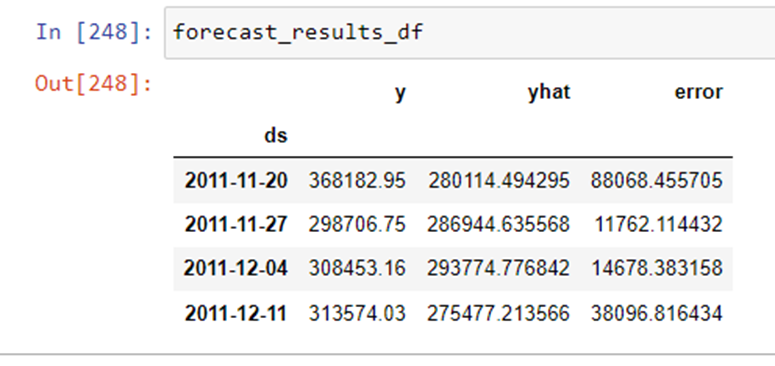 In [248]: forecast_results_df
Out[248]:
y yhat error
ds
2011-11-20 368182.95 280114.494295 88068.455705
2011-11-27 298706.75 286944.635568 11762.114432
2011-12-04 308453.16 293774.776842 14678.383158
2011-12-11 313574.03 275477.213566 38096.816434